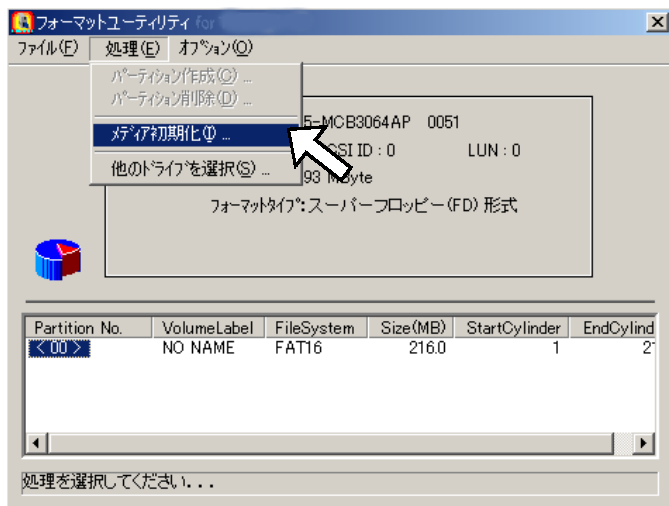 フォーマットユーティリティ for
ファイル(F) 処理(E) オプション(O)
パーティション作成(C) ...
パーティション削除(D) ...
メディア初期化(I) ...
他のドライブを選択(S) ...
5-MCB3064AP 0051
SCSI ID : 0 LUN : 0
93 MByte
フォーマットタイプ:スーパーフロッピー(FD) 形式
Partition No. VolumeLabel FileSystem Size(MB) StartCylinder EndCylind
< 00 > NO NAME FAT16 216.0 1 2
処理を選択してください...